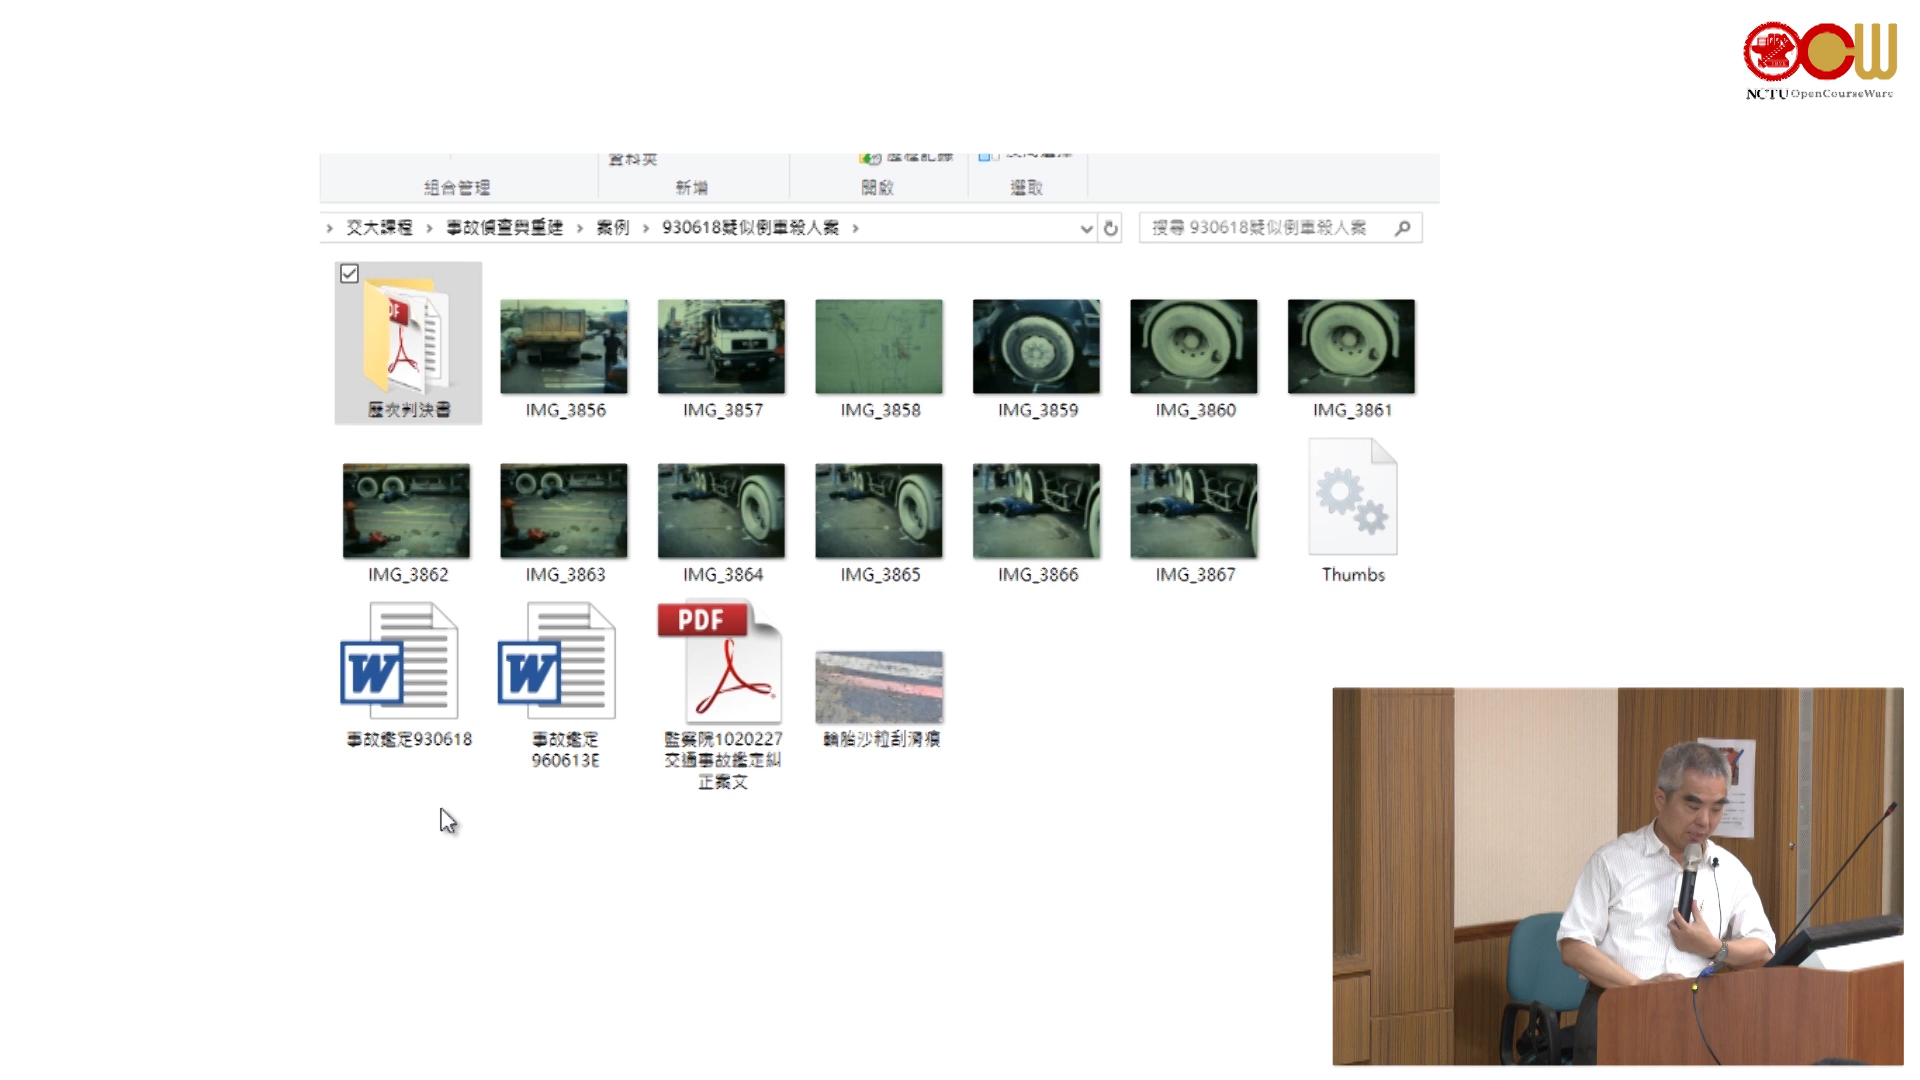 NCTU OpenCourseWare
資料夾
組合管理
新增
開啟
選取
交大課程 › 事故偵查與重建 › 案例 › 930618疑似倒車殺人案 ›
搜尋 930618疑似倒車殺人案
歷次判決書
IMG_3856
IMG_3857
IMG_3858
IMG_3859
IMG_3860
IMG_3861
IMG_3862
IMG_3863
IMG_3864
IMG_3865
IMG_3866
IMG_3867
Thumbs
W
事故鑑定930618
W
事故鑑定
960613E
PDF
監察院1020227
交通事故鑑定糾
正案文
輪胎沙粒刮滑痕